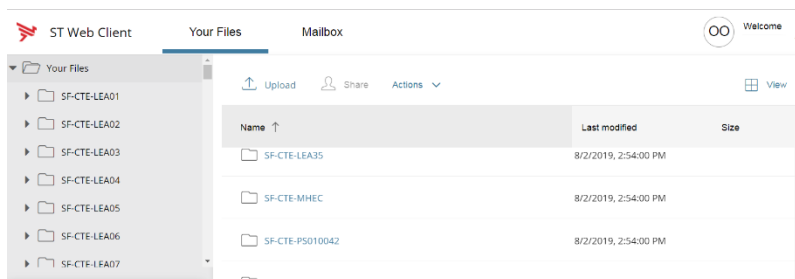 ST Web Client Your Files Mailbox OO Welcome
Your Files
SF-CTE-LEA01
SF-CTE-LEA02
SF-CTE-LEA03
SF-CTE-LEA04
SF-CTE-LEA05
SF-CTE-LEA06
SF-CTE-LEA07
Upload Share Actions View
Name Last modified Size
SF-CTE-LEA35 8/2/2019, 2:54:00 PM
SF-CTE-MHEC 8/2/2019, 2:54:00 PM
SF-CTE-PS010042 8/2/2019, 2:54:00 PM